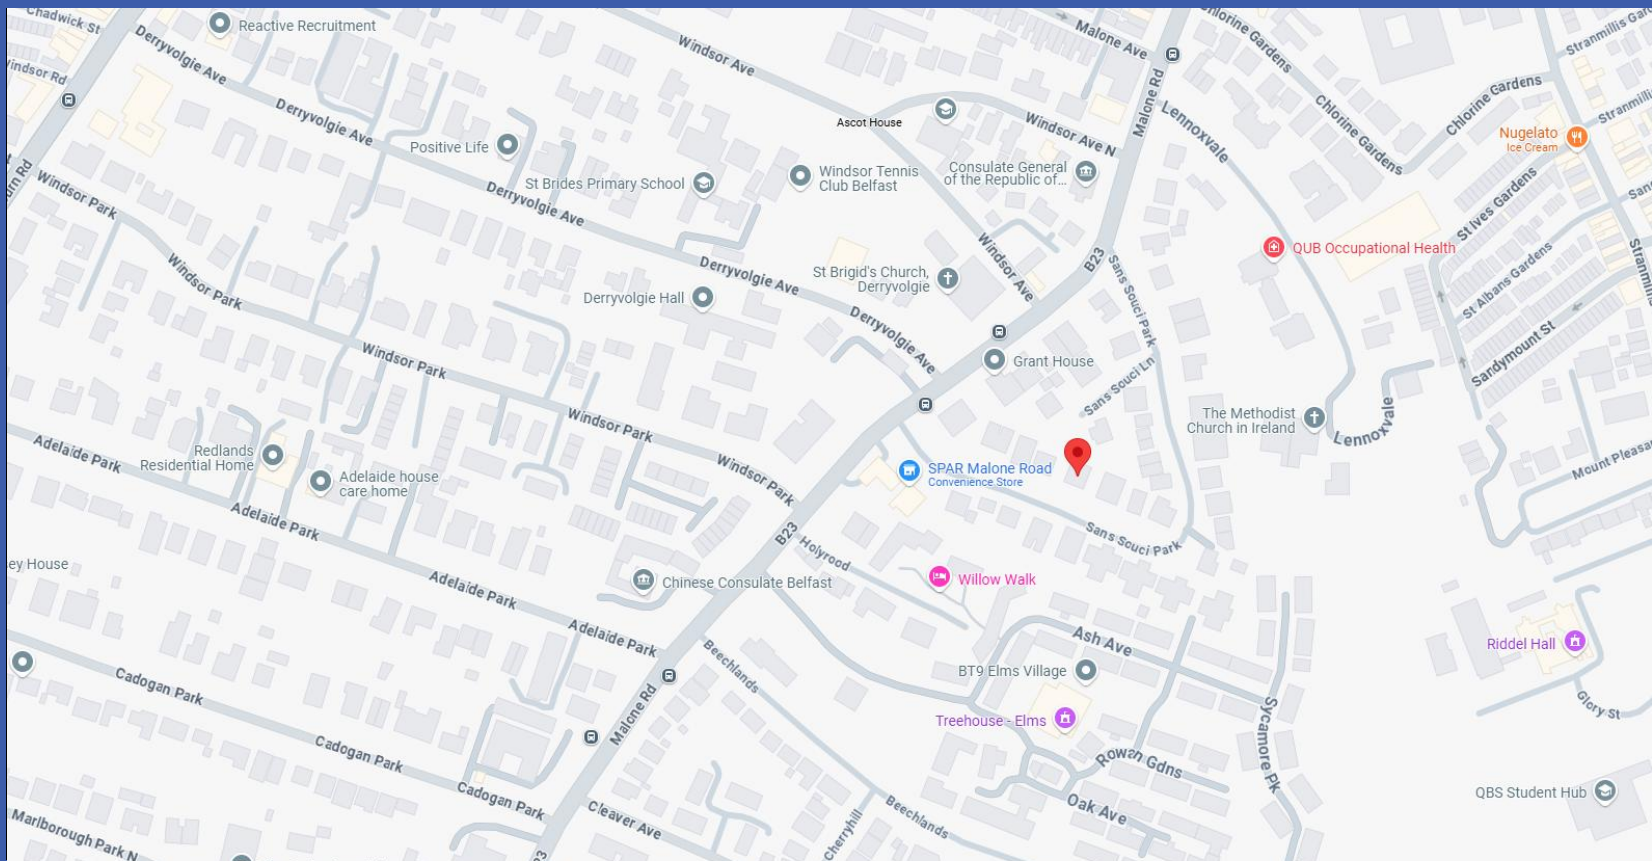 Chadwick St
Reactive Recruitment
Derryvolgie Ave
Windsor Ave
Malone Ave
Chlorine Gardens
Stranmillis Gar
Windsor Rd
Derryvolgie Ave
Malone Rd
Lennoxvale
Chlorine Gardens
Chlorine Gardens
Stranmillis
Ascot House
Windsor Ave N
Nugelato
Ice Cream
Positive Life
St Brides Primary School
Windsor Tennis
Club Belfast
Consulate General
of the Republic of...
urn Rd
Windsor Park
Derryvolgie Ave
St Ives Gardens
San
Windsor Park
Derryvolgie Ave
St Brigid's Church,
Derryvolgie
Windsor Ave
B23
Sans Souci Park
QUB Occupational Health
St Albans Gardens
Stranmil
Derryvolgie Hall
Derryvolgie Ave
Sandymount St
Windsor Park
Grant House
Sans Souci Ln
The Methodist
Church in Ireland
Lennoxvale
Adelaide Park
Redlands
Residential Home
Adelaide house
care home
Windsor Park
Windsor Park
SPAR Malone Road
Convenience Store
Mount Pleasa
Adelaide Park
B23
Holyrood
Sans Souci Park
sey House
Adelaide Park
Chinese Consulate Belfast
Willow Walk
Adelaide Park
Beechlands
Ash Ave
BT9 Elms Village
Riddel Hall
Cadogan Park
Malone Rd
Treehouse - Elms
Sycamore Pk
Glory St
Cadogan Park
Rowan Gdns
Cadogan Park
Cleaver Ave
Cherryhill
Beechlands
Oak Ave
QBS Student Hub
Marlborough Park N